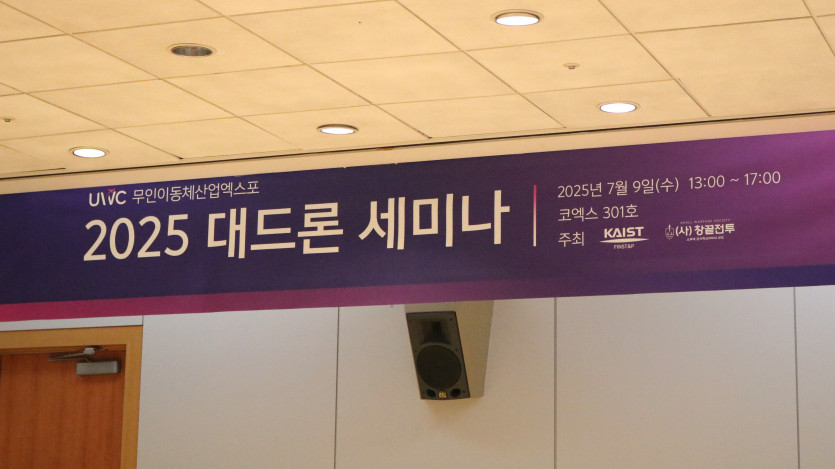 UWC 무인이동체산업엑스포
2025 대드론 세미나
2025년 7월 9일(수) 13:00 ~ 17:00
코엑스 301호
주최 KAIST (사)창끝전투